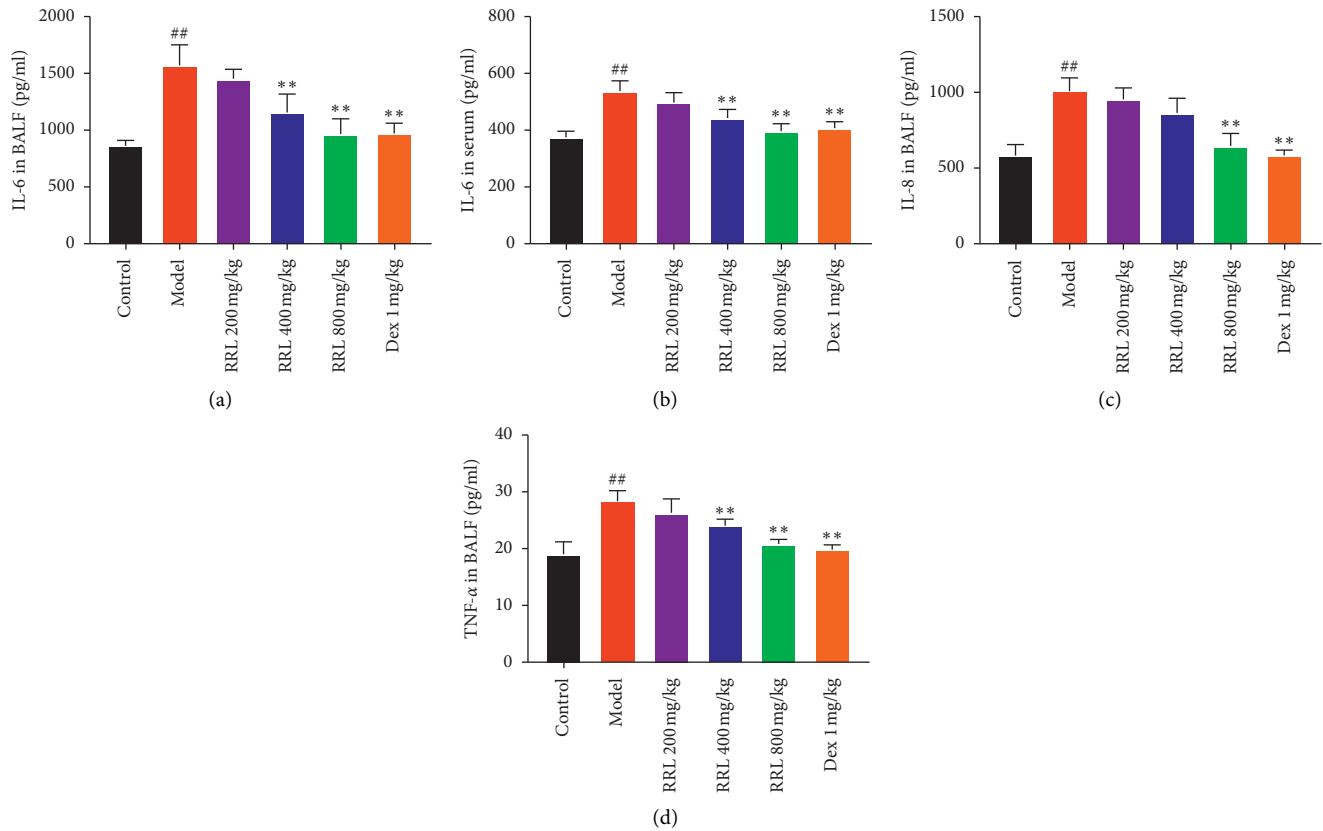 IL-6 in BALF (pg/ml)
2000
1500
1000
500
0
##
**
**
**
Control
Model
RRL 200 mg/kg
RRL 400 mg/kg
RRL 800 mg/kg
Dex 1 mg/kg
(a)
IL-6 in serum (pg/ml)
800
600
400
200
0
##
**
**
**
Control
Model
RRL 200 mg/kg
RRL 400 mg/kg
RRL 800 mg/kg
Dex 1 mg/kg
(b)
IL-8 in BALF (pg/ml)
1500
1000
500
0
##
**
**
Control
Model
RRL 200 mg/kg
RRL 400 mg/kg
RRL 800 mg/kg
Dex 1 mg/kg
(c)
TNF-α in BALF (pg/ml)
40
30
20
10
0
##
**
**
**
Control
Model
RRL 200 mg/kg
RRL 400 mg/kg
RRL 800 mg/kg
Dex 1 mg/kg
(d)